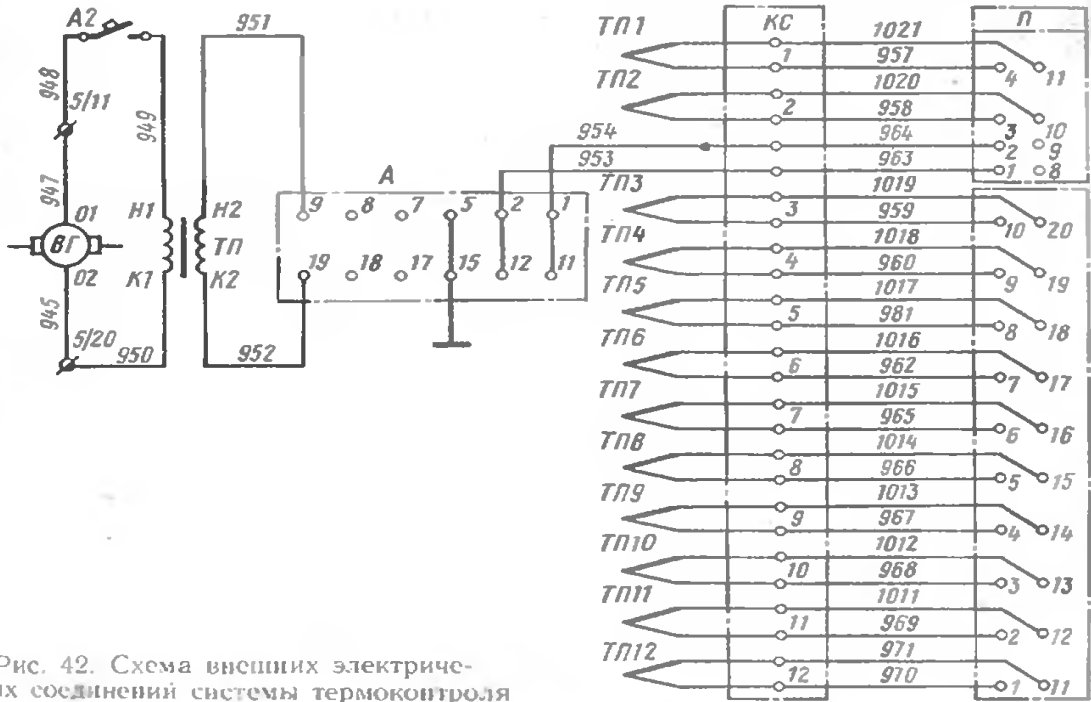 А2
951
948
5/11
949
947
01
ВГ
02
945
5/20
950
Н1
К1
Н2
ТП
К2
952
А
9 8 7 5 2 1
19 18 17 15 12 11
954
953
КС
П
ТП1
1
1021
957
4 11
ТП2
2
1020
958
3 10
964
2 9
963
1 8
ТП3
3
1019
959
10 20
ТП4
4
1018
960
9 19
ТП5
5
1017
981
8 18
ТП6
6
1016
962
7 17
ТП7
7
1015
965
6 16
ТП8
8
1014
966
5 15
ТП9
9
1013
967
4 14
ТП10
10
1012
968
3 13
ТП11
11
1011
969
2 12
ТП12
12
971
970
1 11
Рис. 42. Схема внешних электриче-
их соединений системы термоконтроля